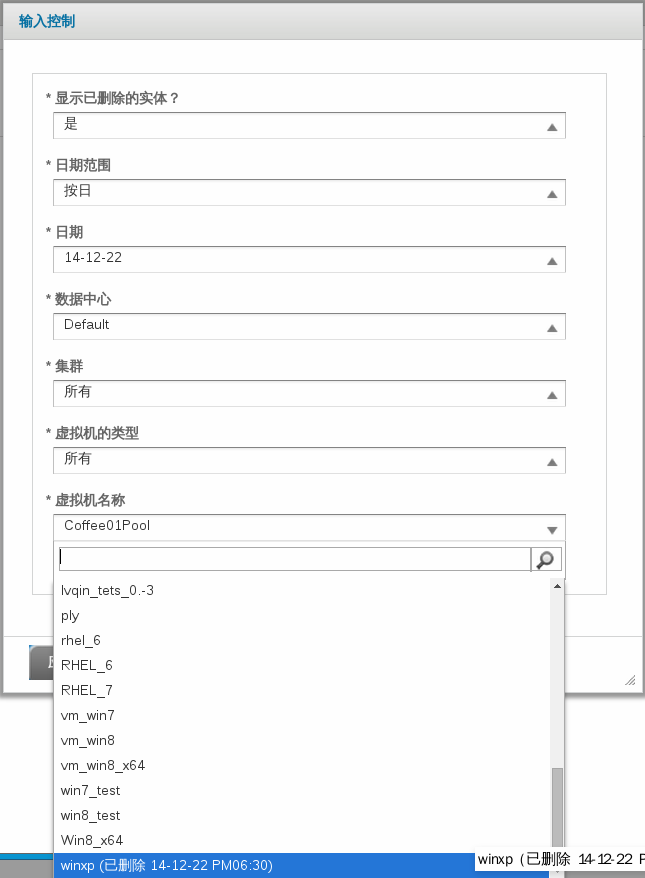 输入控制
* 显示已删除的实体？
是
* 日期范围
按日
* 日期
14-12-22
* 数据中心
Default
* 集群
所有
* 虚拟机的类型
所有
* 虚拟机名称
Coffee01Pool
lvqin_tets_0.-3
ply
rhel_6
RHEL_6
RHEL_7
vm_win7
vm_win8
vm_win8_x64
win7_test
win8_test
Win8_x64
winxp (已删除 14-12-22 PM06:30)
winxp (已删除 14-12-22 P